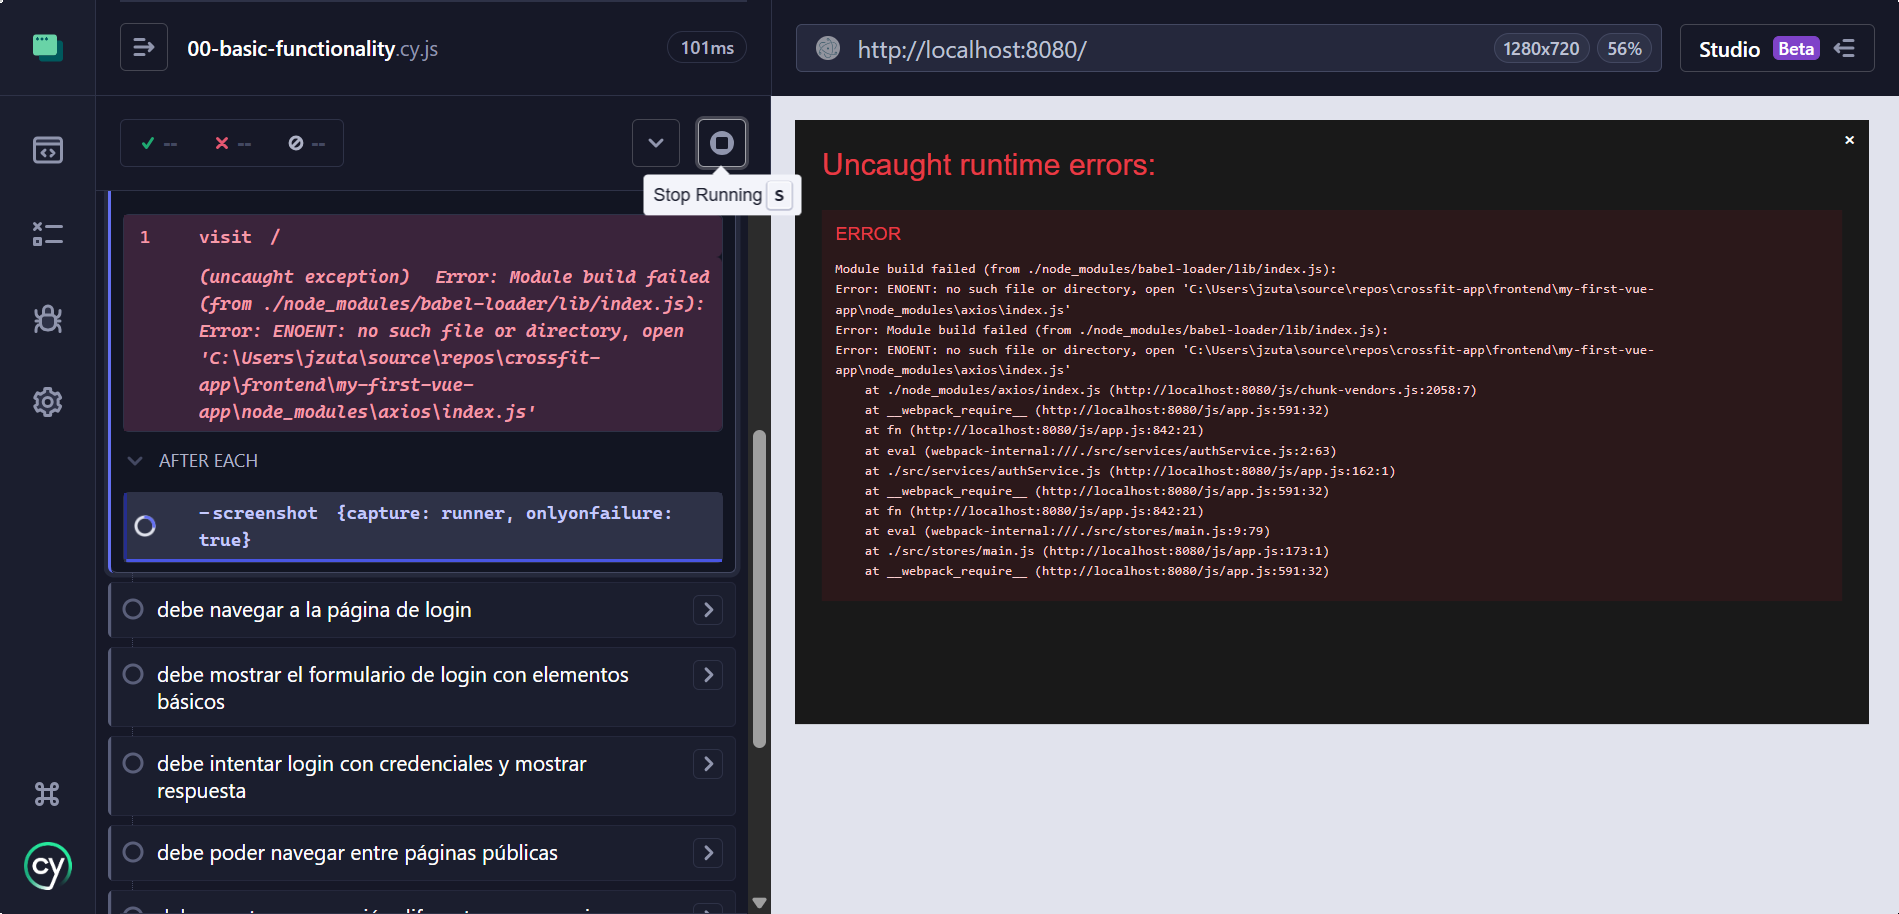 00-basic-functionality.cy.js
101ms
-- -- --
Stop Running S
1 visit /
(uncaught exception) Error: Module build failed
(from ./node_modules/babel-loader/lib/index.js):
Error: ENOENT: no such file or directory, open
'C:\Users\jzuta\source\repos\crossfit-
app\frontend\my-first-vue-
app\node_modules\axios\index.js'
AFTER EACH
-screenshot {capture: runner, onlyonfailure:
true}
debe navegar a la página de login
debe mostrar el formulario de login con elementos
básicos
debe intentar login con credenciales y mostrar
respuesta
debe poder navegar entre páginas públicas
cy
http://localhost:8080/
1280x720
56%
Studio Beta
Uncaught runtime errors:
×
ERROR
Module build failed (from ./node_modules/babel-loader/lib/index.js):
Error: ENOENT: no such file or directory, open 'C:\Users\jzuta\source\repos\crossfit-app\frontend\my-first-vue-
app\node_modules\axios\index.js'
Error: Module build failed (from ./node_modules/babel-loader/lib/index.js):
Error: ENOENT: no such file or directory, open 'C:\Users\jzuta\source\repos\crossfit-app\frontend\my-first-vue-
app\node_modules\axios\index.js'
at ./node_modules/axios/index.js (http://localhost:8080/js/chunk-vendors.js:2058:7)
at __webpack_require__ (http://localhost:8080/js/app.js:591:32)
at fn (http://localhost:8080/js/app.js:842:21)
at eval (webpack-internal:///./src/services/authService.js:2:63)
at ./src/services/authService.js (http://localhost:8080/js/app.js:162:1)
at __webpack_require__ (http://localhost:8080/js/app.js:591:32)
at fn (http://localhost:8080/js/app.js:842:21)
at eval (webpack-internal:///./src/stores/main.js:9:79)
at ./src/stores/main.js (http://localhost:8080/js/app.js:173:1)
at __webpack_require__ (http://localhost:8080/js/app.js:591:32)